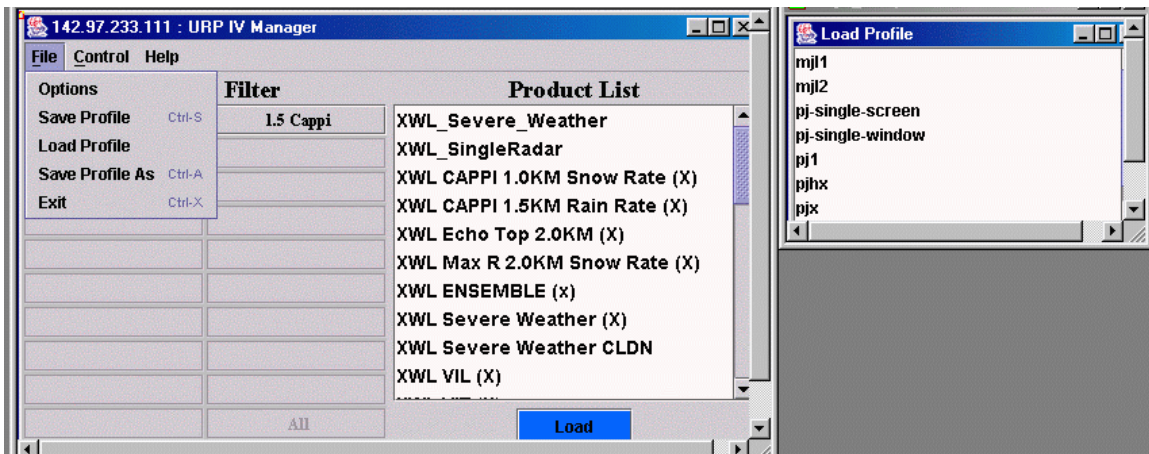 142.97.233.111 : URP IV Manager
File Control Help
Options
Save Profile Ctrl-S
Load Profile
Save Profile As Ctrl-A
Exit Ctrl-X
Filter
1.5 Cappi
All
Product List
XWL_Severe_Weather
XWL_SingleRadar
XWL CAPPI 1.0KM Snow Rate (X)
XWL CAPPI 1.5KM Rain Rate (X)
XWL Echo Top 2.0KM (X)
XWL Max R 2.0KM Snow Rate (X)
XWL ENSEMBLE (x)
XWL Severe Weather (X)
XWL Severe Weather CLDN
XWL VIL (X)
Load
Load Profile
mjl1
mjl2
pj-single-screen
pj-single-window
pj1
pjhx
pjx